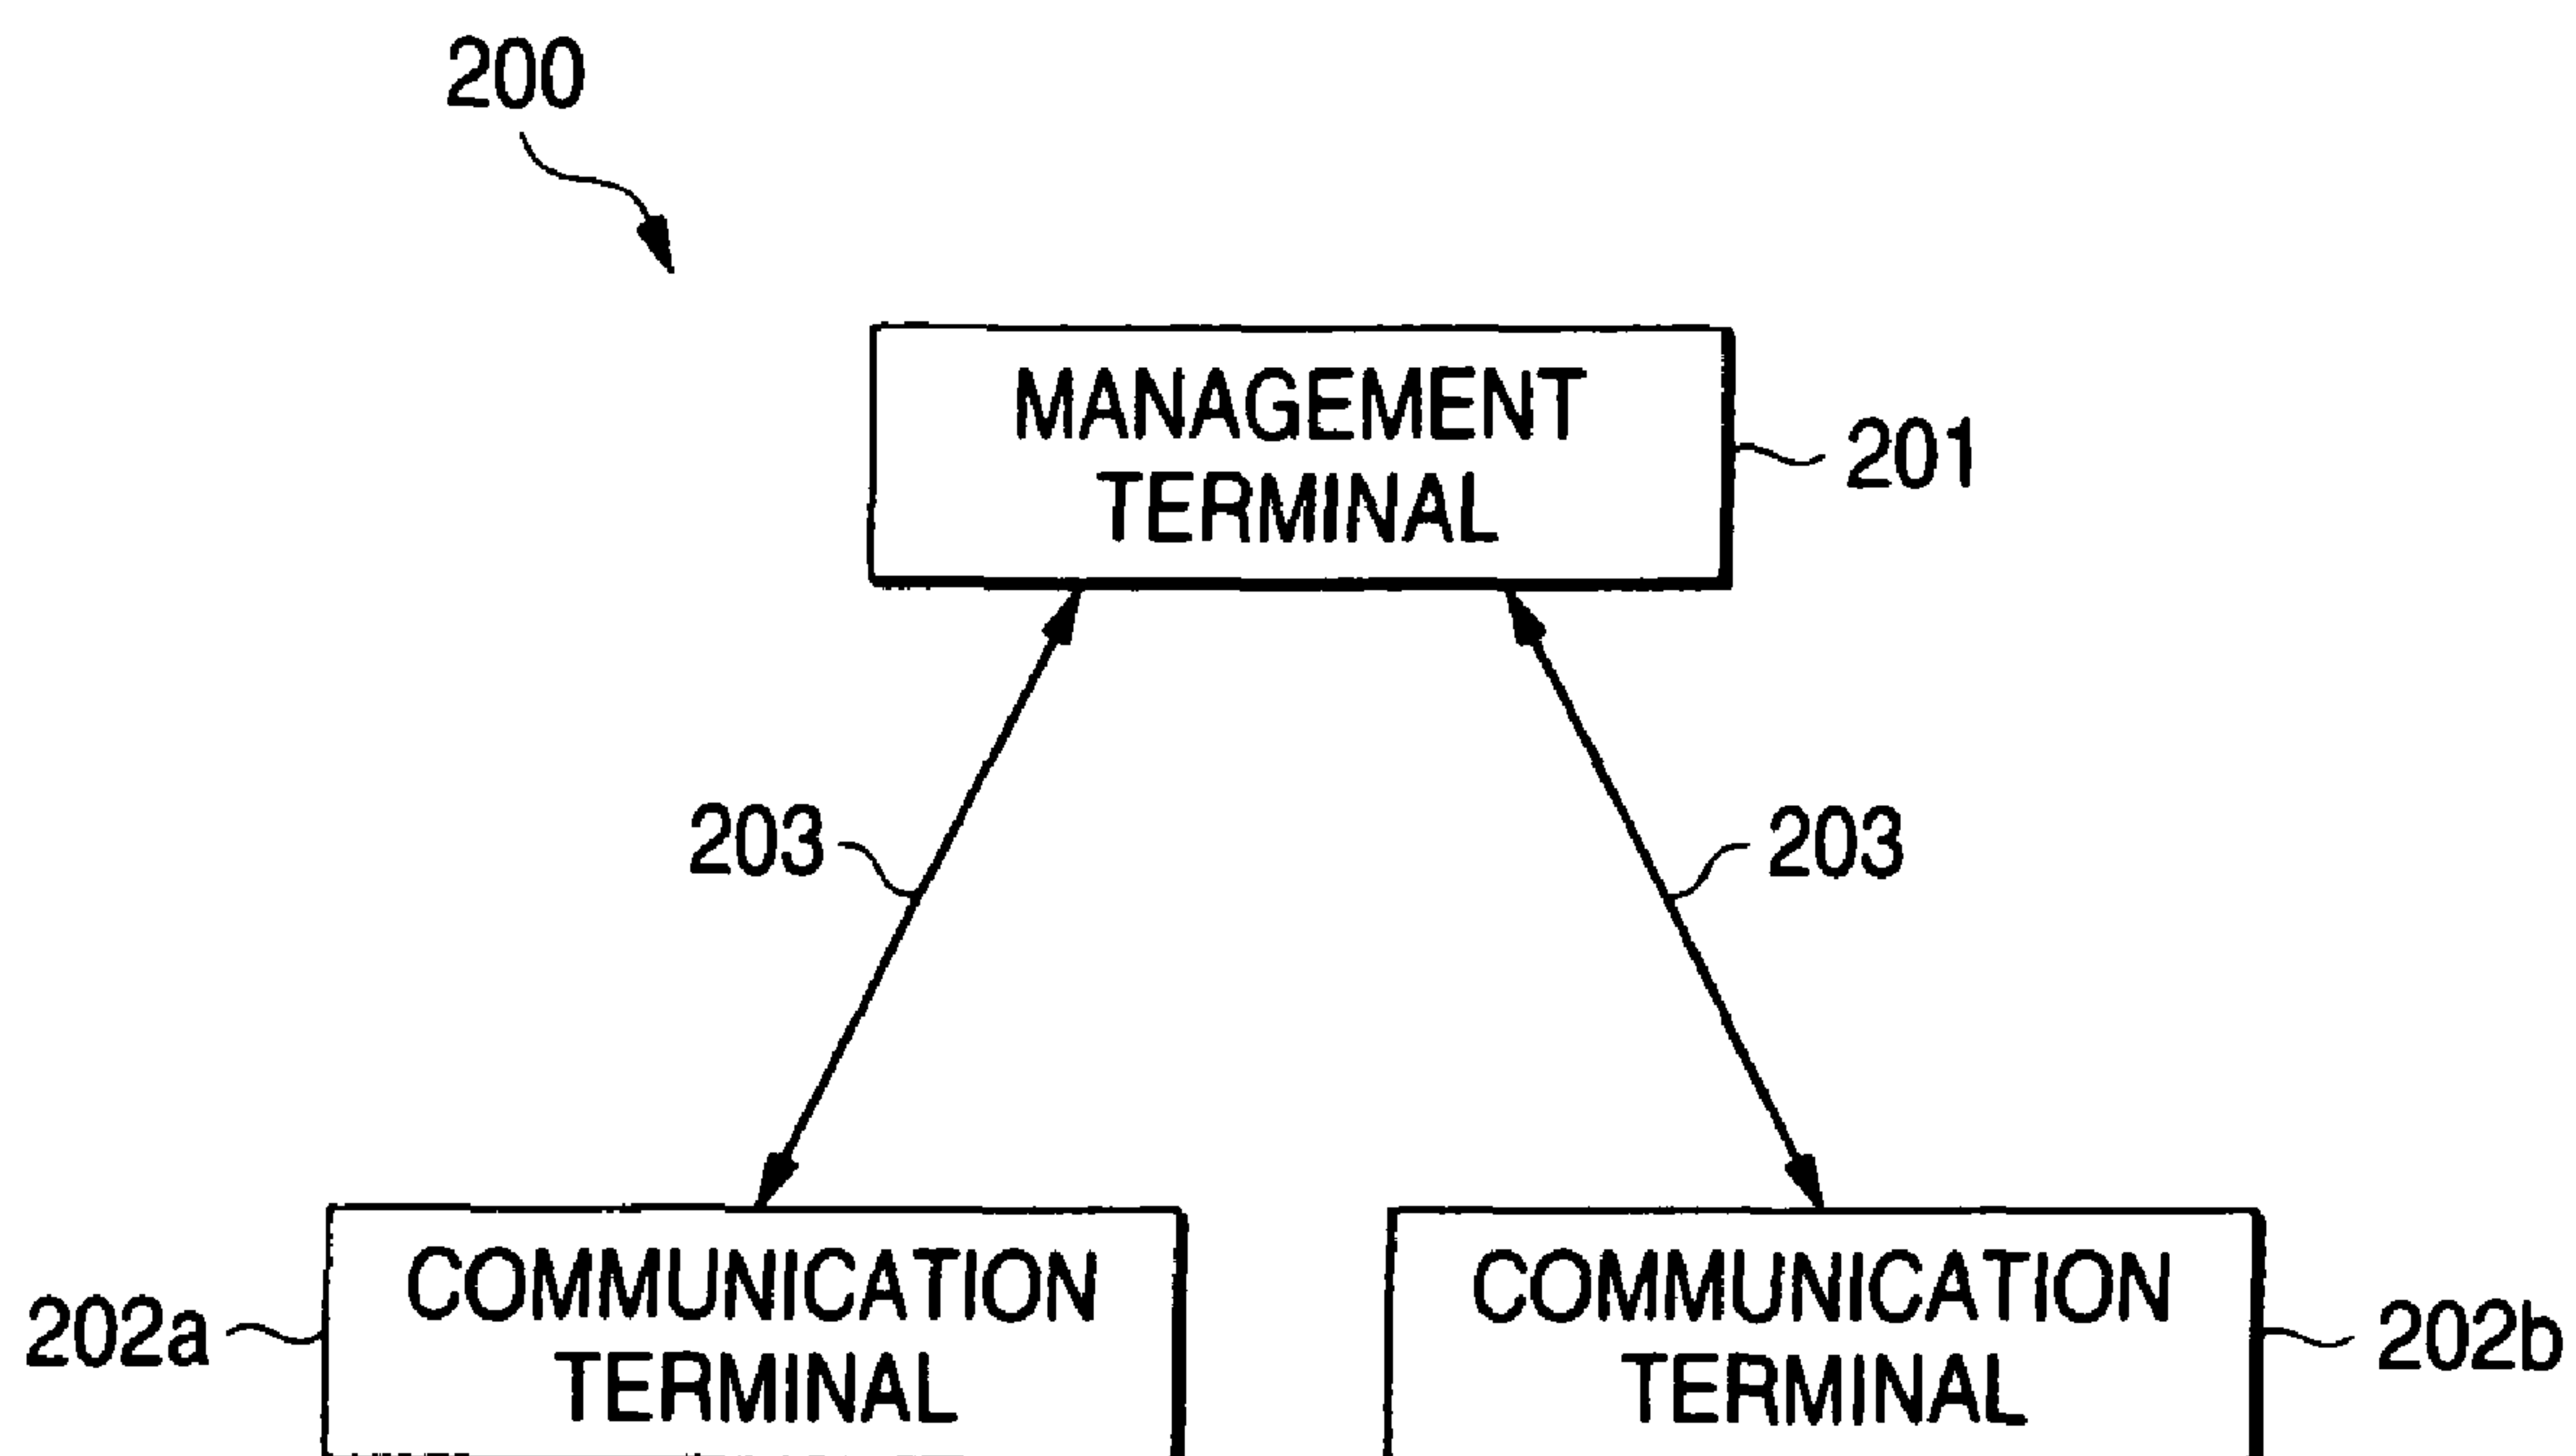 200
MANAGEMENT
TERMINAL
201
203
203
202a
COMMUNICATION
TERMINAL
COMMUNICATION
TERMINAL
202b